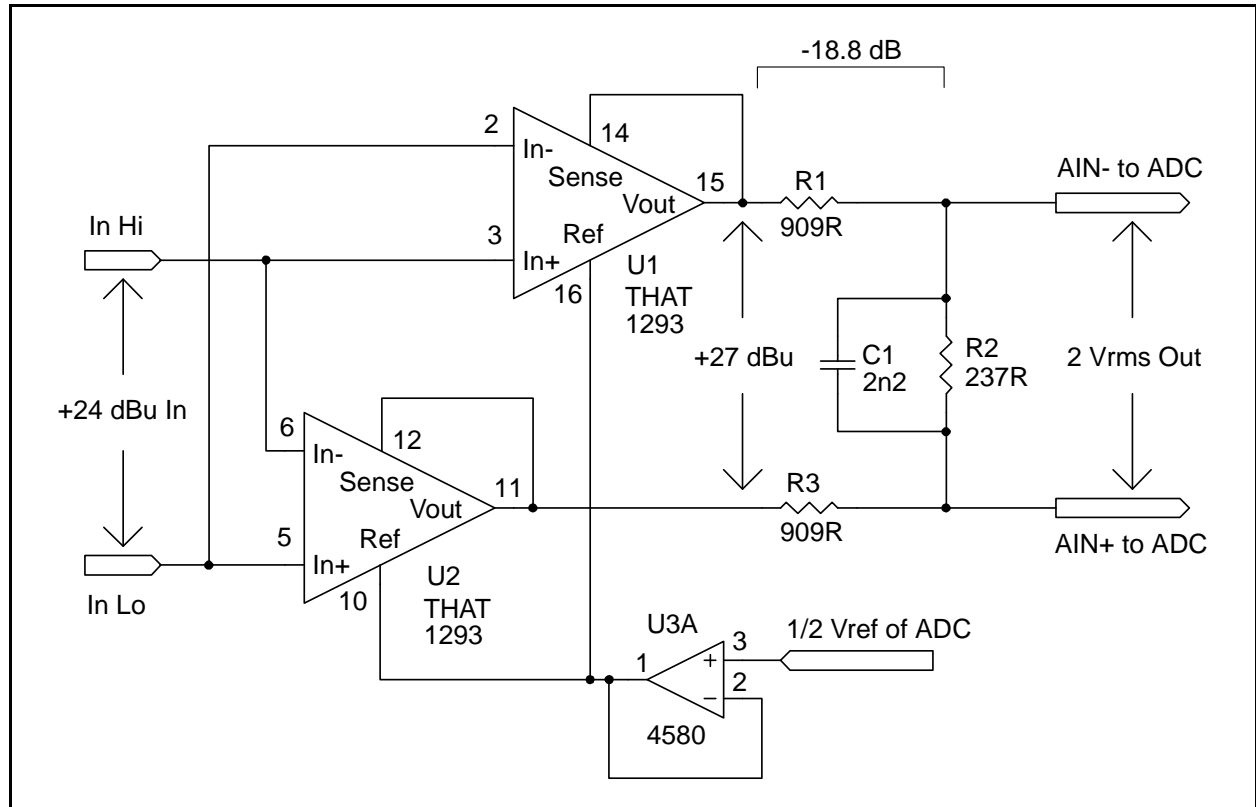 -18.8 dB
2
In-
14
Sense
15
Vout
R1
909R
AIN- to ADC
In Hi
3
In+
Ref
16
U1
THAT
1293
+24 dBu In
+27 dBu
C1
2n2
R2
237R
2 Vrms Out
6
In-
12
Sense
11
Vout
R3
909R
AIN+ to ADC
5
In+
Ref
10
U2
THAT
1293
In Lo
U3A
1/2 Vref of ADC
1
+
3
−
2
4580